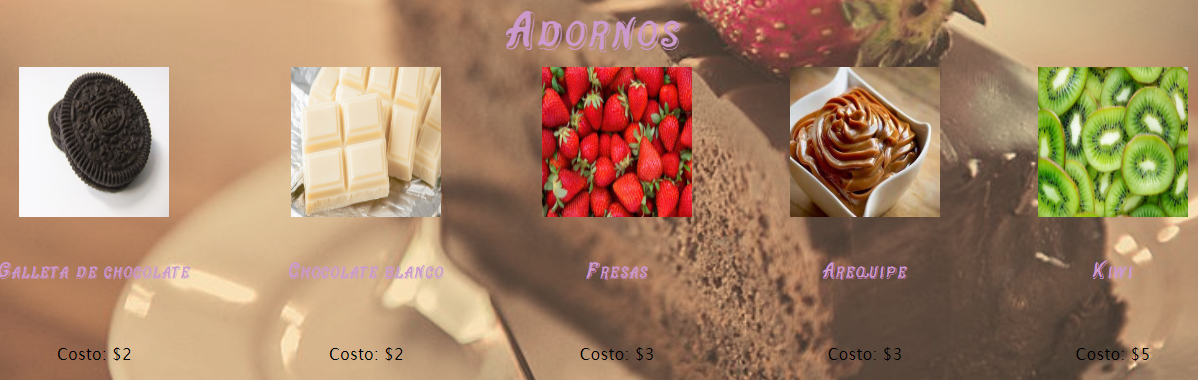 Adornos
Galleta de chocolate
Chocolate blanco
Fresas
Arequipe
Kiwi
Costo: $2
Costo: $2
Costo: $3
Costo: $3
Costo: $5